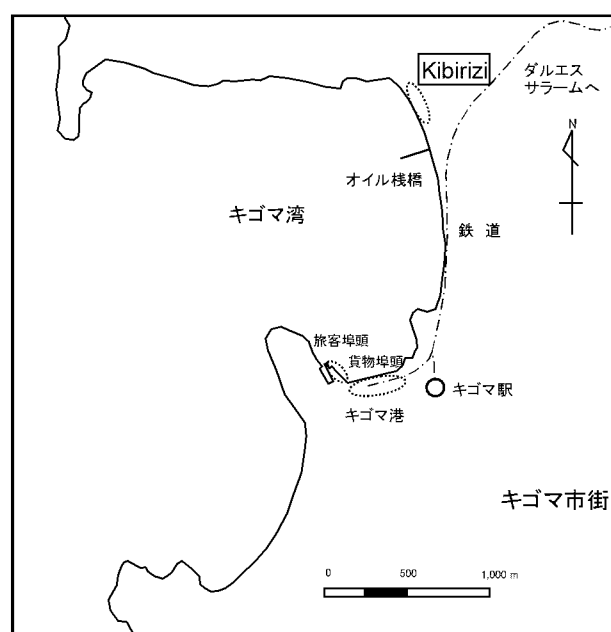 Kibirizi
ダルエス
サラームへ
N
オイル桟橋
キゴマ湾
鉄 道
旅客埠頭
貨物埠頭
キゴマ駅
キゴマ港
キゴマ市街
0 500 1,000 m